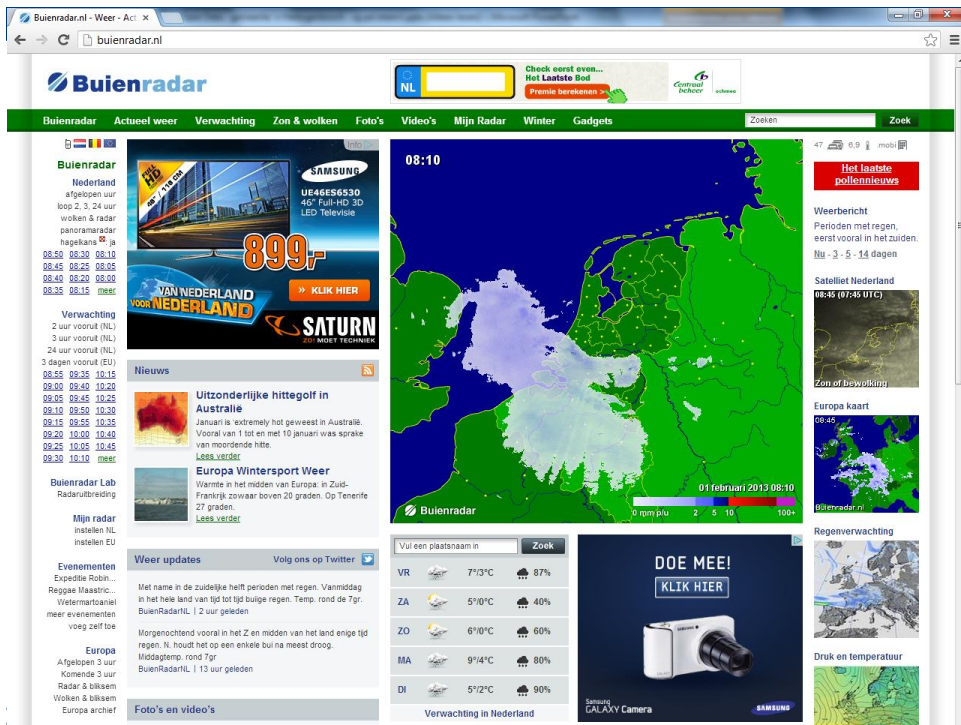 Buienradar.nl - Weer - Act
buienradar.nl
Buienradar
NL
Check eerst even...
Het Laatste Bod
Premie berekenen >
Centraal
beheer
achmea
Buienradar Actueel weer Verwachting Zon & wolken Foto's Video's Mijn Radar Winter Gadgets Zoeken Zoek
Buienradar
Nederland
afgelopen uur
loop 2, 3, 24 uur
wolken & radar
panoramaradar
hagelkans ja
08:50 08:30 08:10
08:45 08:25 08:05
08:40 08:20 08:00
08:35 08:15 meer
Verwachting
2 uur vooruit (NL)
3 uur vooruit (NL)
24 uur vooruit (NL)
3 dagen vooruit (EU)
08:55 09:35 10:15
09:00 09:40 10:20
09:05 09:45 10:25
09:10 09:50 10:30
09:15 09:55 10:35
09:20 10:00 10:40
09:25 10:05 10:45
09:30 10:10 meer
Buienradar Lab
Radaruitbreiding
Mijn radar
instellen NL
instellen EU
Evenementen
Expeditie Robin...
Reggae Maastric...
Wetermartoaniel
meer evenementen
voeg zelf toe
Europa
Afgelopen 3 uur
Komende 3 uur
Radar & bliksem
Wolken & bliksem
Europa archief
Info
FULL HD
46" / 116 CM
SAMSUNG
UE46ES6530
46" Full-HD 3D
LED Televisie
899,-
VAN NEDERLAND
VOOR NEDERLAND
» KLIK HIER
SATURN
ZO! MOET TECHNIEK
Nieuws
Uitzonderlijke hittegolf in
Australië
Januari is 'extremely hot geweest in Australië.
Vooral van 1 tot en met 10 januari was sprake
van moordende hitte.
Lees verder
Europa Wintersport Weer
Warmte in het midden van Europa: in Zuid-
Frankrijk zowaar boven 20 graden. Op Tenerife
27 graden.
Lees verder
Weer updates Volg ons op Twitter
Met name in de zuidelijke helft perioden met regen. Vanmiddag
in het hele land van tijd tot tijd buiige regen. Temp. rond de 7gr.
BuienRadarNL | 2 uur geleden
Morgenochtend vooral in het Z en midden van het land enige tijd
regen. N. houdt het op een enkele bui na meest droog.
Middagtemp. rond 7gr
BuienRadarNL | 13 uur geleden
Foto's en video's
08:10
01 februari 2013 08:10
Buienradar
0 mm p/u 2 5 10 100+
Vul een plaatsnaam in Zoek
VR 7°/3°C 87%
ZA 5°/0°C 40%
ZO 6°/0°C 60%
MA 9°/4°C 80%
DI 5°/2°C 90%
Verwachting in Nederland
DOE MEE!
KLIK HIER
SAMSUNG
Samsung
GALAXY Camera
SAMSUNG
47 6,9 .mobi
Het laatste
pollennieuws
Weerbericht
Perioden met regen,
eerst vooral in het zuiden.
Nu - 3 - 5 - 14 dagen
Satelliet Nederland
08:45 (07:45 UTC)
Zon of bewolking
Europa kaart
08:45
Buienradar.nl
Regenverwachting
Druk en temperatuur